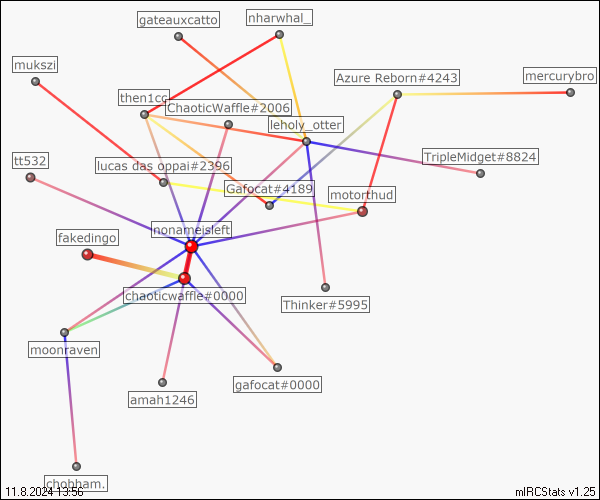 gateauxcatto
nharwhal_
mukszi
Azure Reborn#4243
mercurybro
then1cc
ChaoticWaffle#2006
leholy_otter
tt532
lucas das oppai#2396
TripleMidget#8824
Gafocat#4189
motorthud
nonameisleft
fakedingo
chaoticwaffle#0000
Thinker#5995
moonraven
gafocat#0000
amah1246
chobham.
11.8.2024 13:56
mIRCStats v1.25